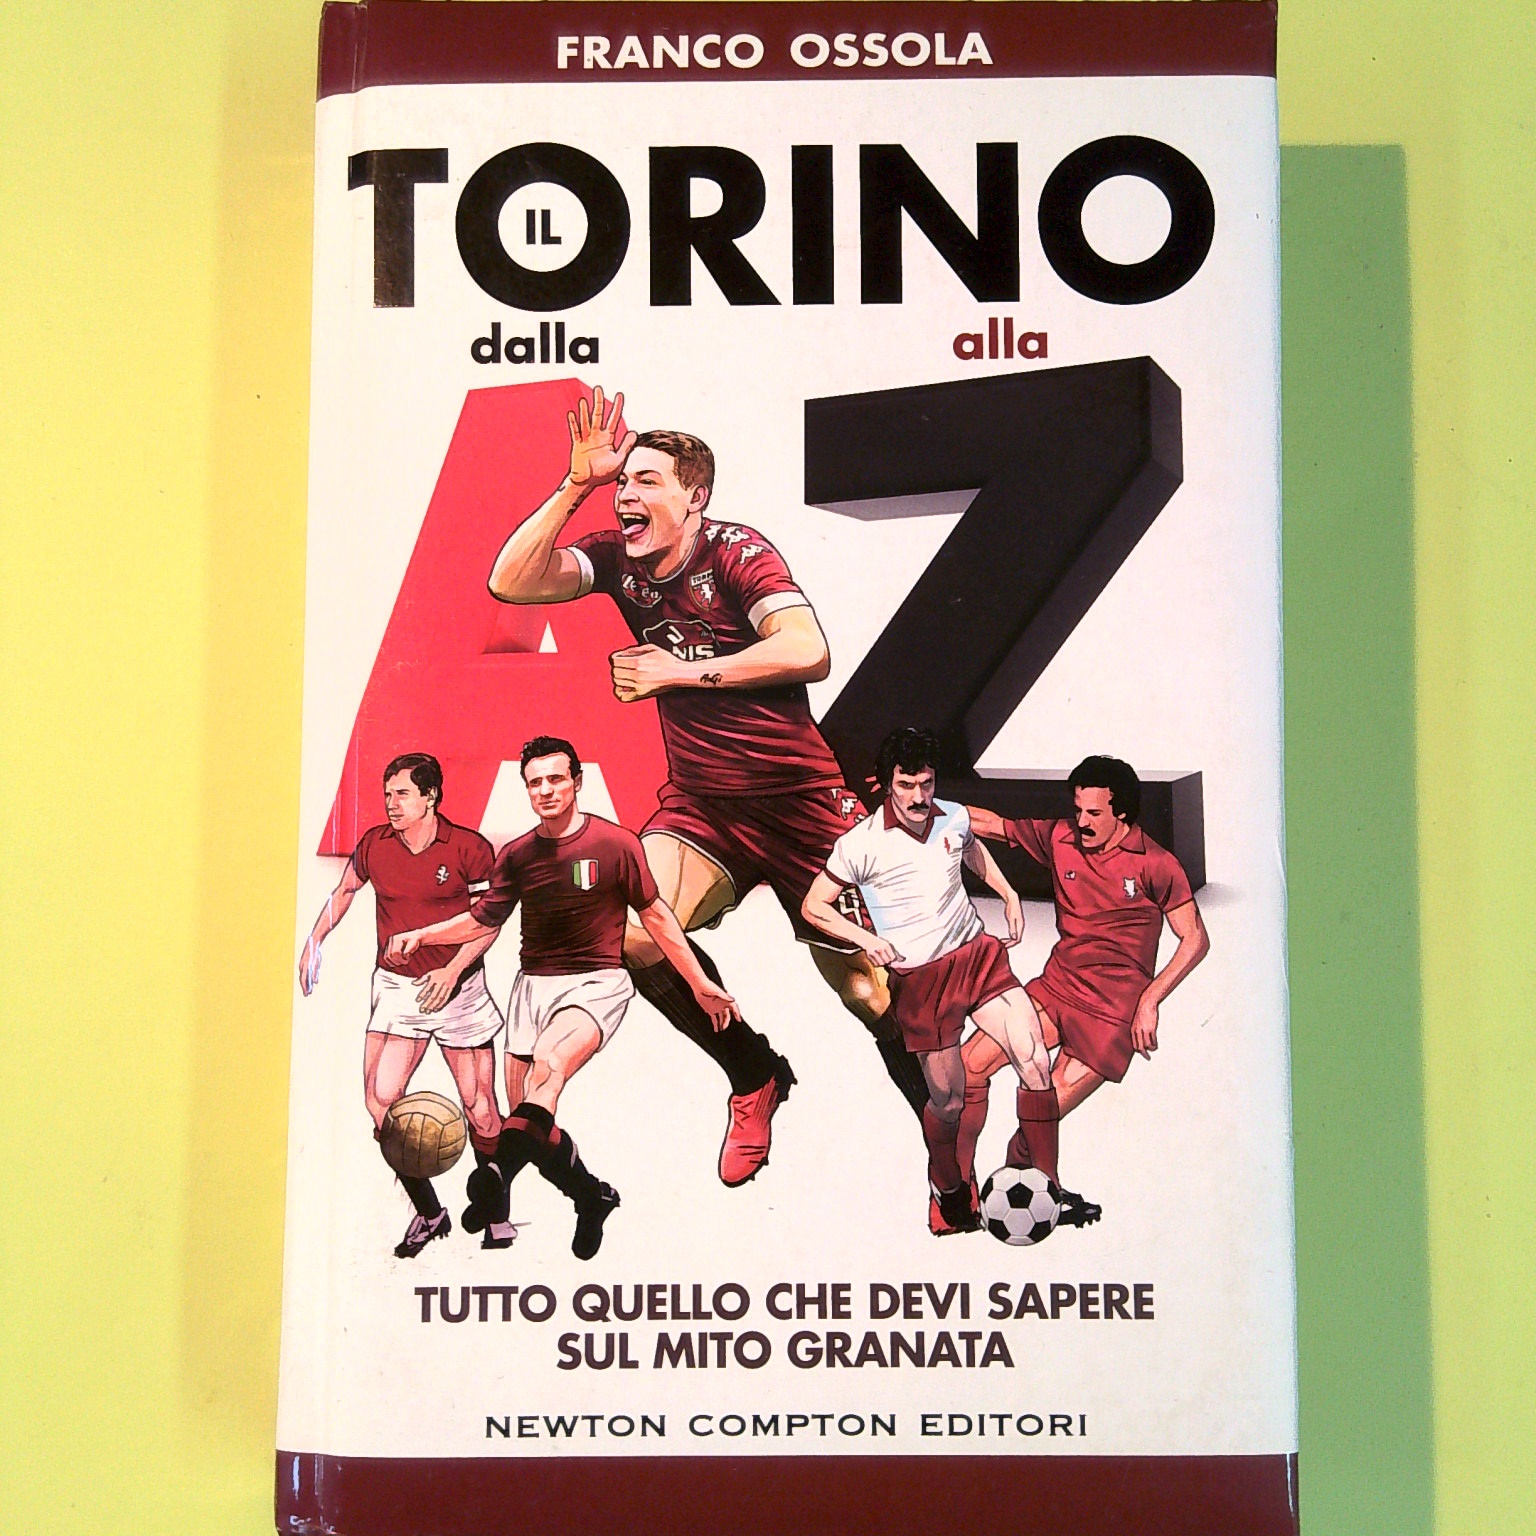 FRANCO OSSOLA
IL
TORINO
dalla
alla
A
Z
TUTTO QUELLO CHE DEVI SAPERE
SUL MITO GRANATA
NEWTON COMPTON EDITORI